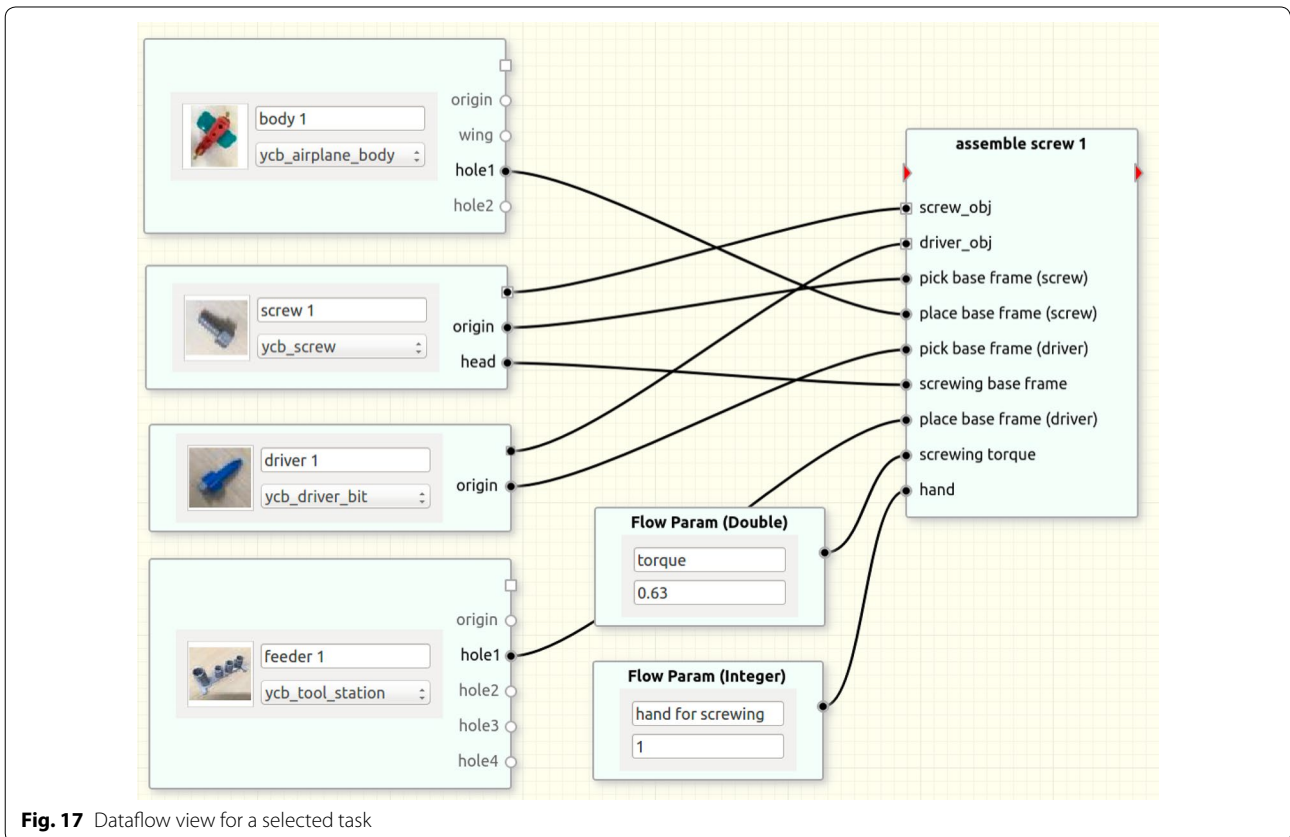 body 1
ycb_airplane_body
origin
wing
hole1
hole2
screw 1
ycb_screw
origin
head
driver 1
ycb_driver_bit
origin
feeder 1
ycb_tool_station
origin
hole1
hole2
hole3
hole4
Flow Param (Double)
torque
0.63
Flow Param (Integer)
hand for screwing
1
assemble screw 1
screw_obj
driver_obj
pick base frame (screw)
place base frame (screw)
pick base frame (driver)
screwing base frame
place base frame (driver)
screwing torque
hand
Fig. 17 Dataflow view for a selected task